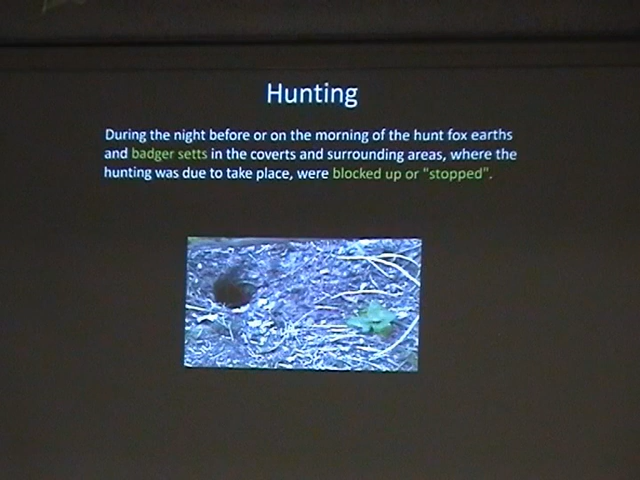 Hunting
During the night before or on the morning of the hunt fox earths
and badger setts in the coverts and surrounding areas, where the
hunting was due to take place, were blocked up or "stopped".